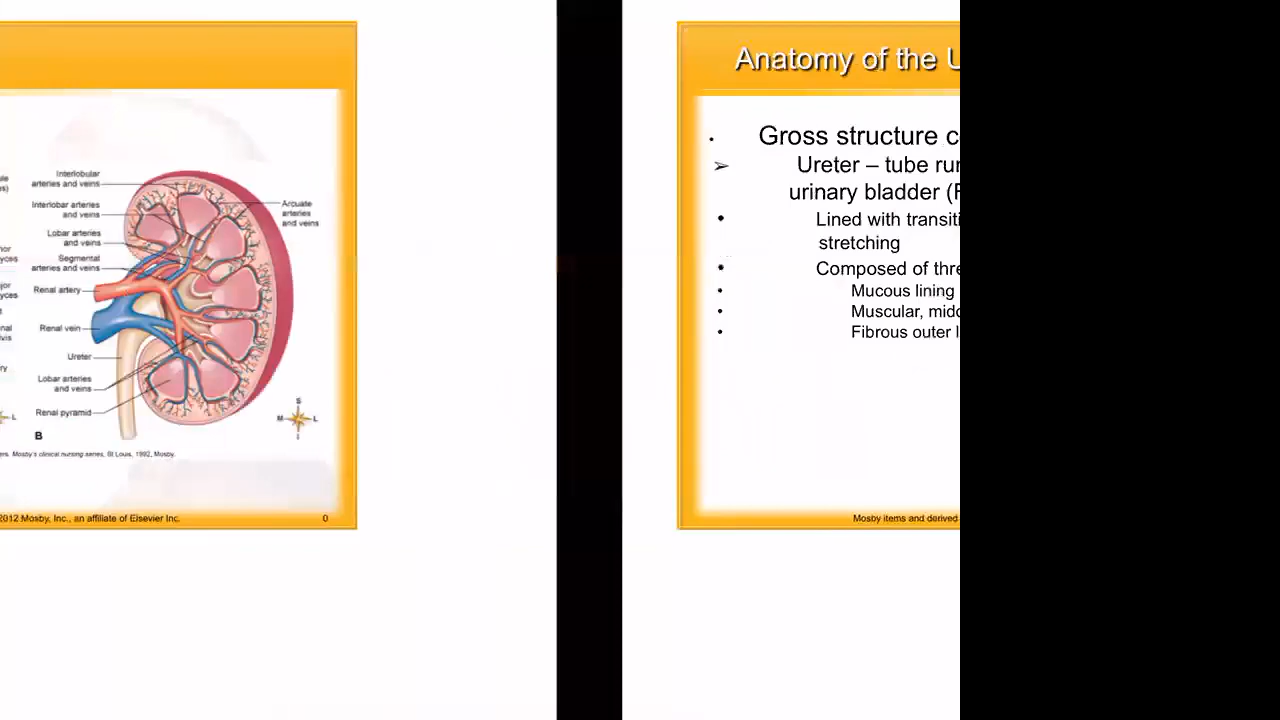 Interlobular
arteries and veins
Interlobar arteries
and veins
Lobar arteries
and veins
Segmental
arteries and veins
Renal artery
Renal vein
Ureter
Lobar arteries
and veins
Renal pyramid
Arcuate
arteries
and veins
S
M L
I
L
B
Mosby's clinical nursing series, St Louis, 1992, Mosby.
2012 Mosby, Inc., an affiliate of Elsevier Inc.
0
Anatomy of the U
• Gross structure c
➢ Ureter – tube rur
urinary bladder (F
• Lined with transiti
stretching
• Composed of thre
• Mucous lining
• Muscular, midd
• Fibrous outer l
Mosby items and derived